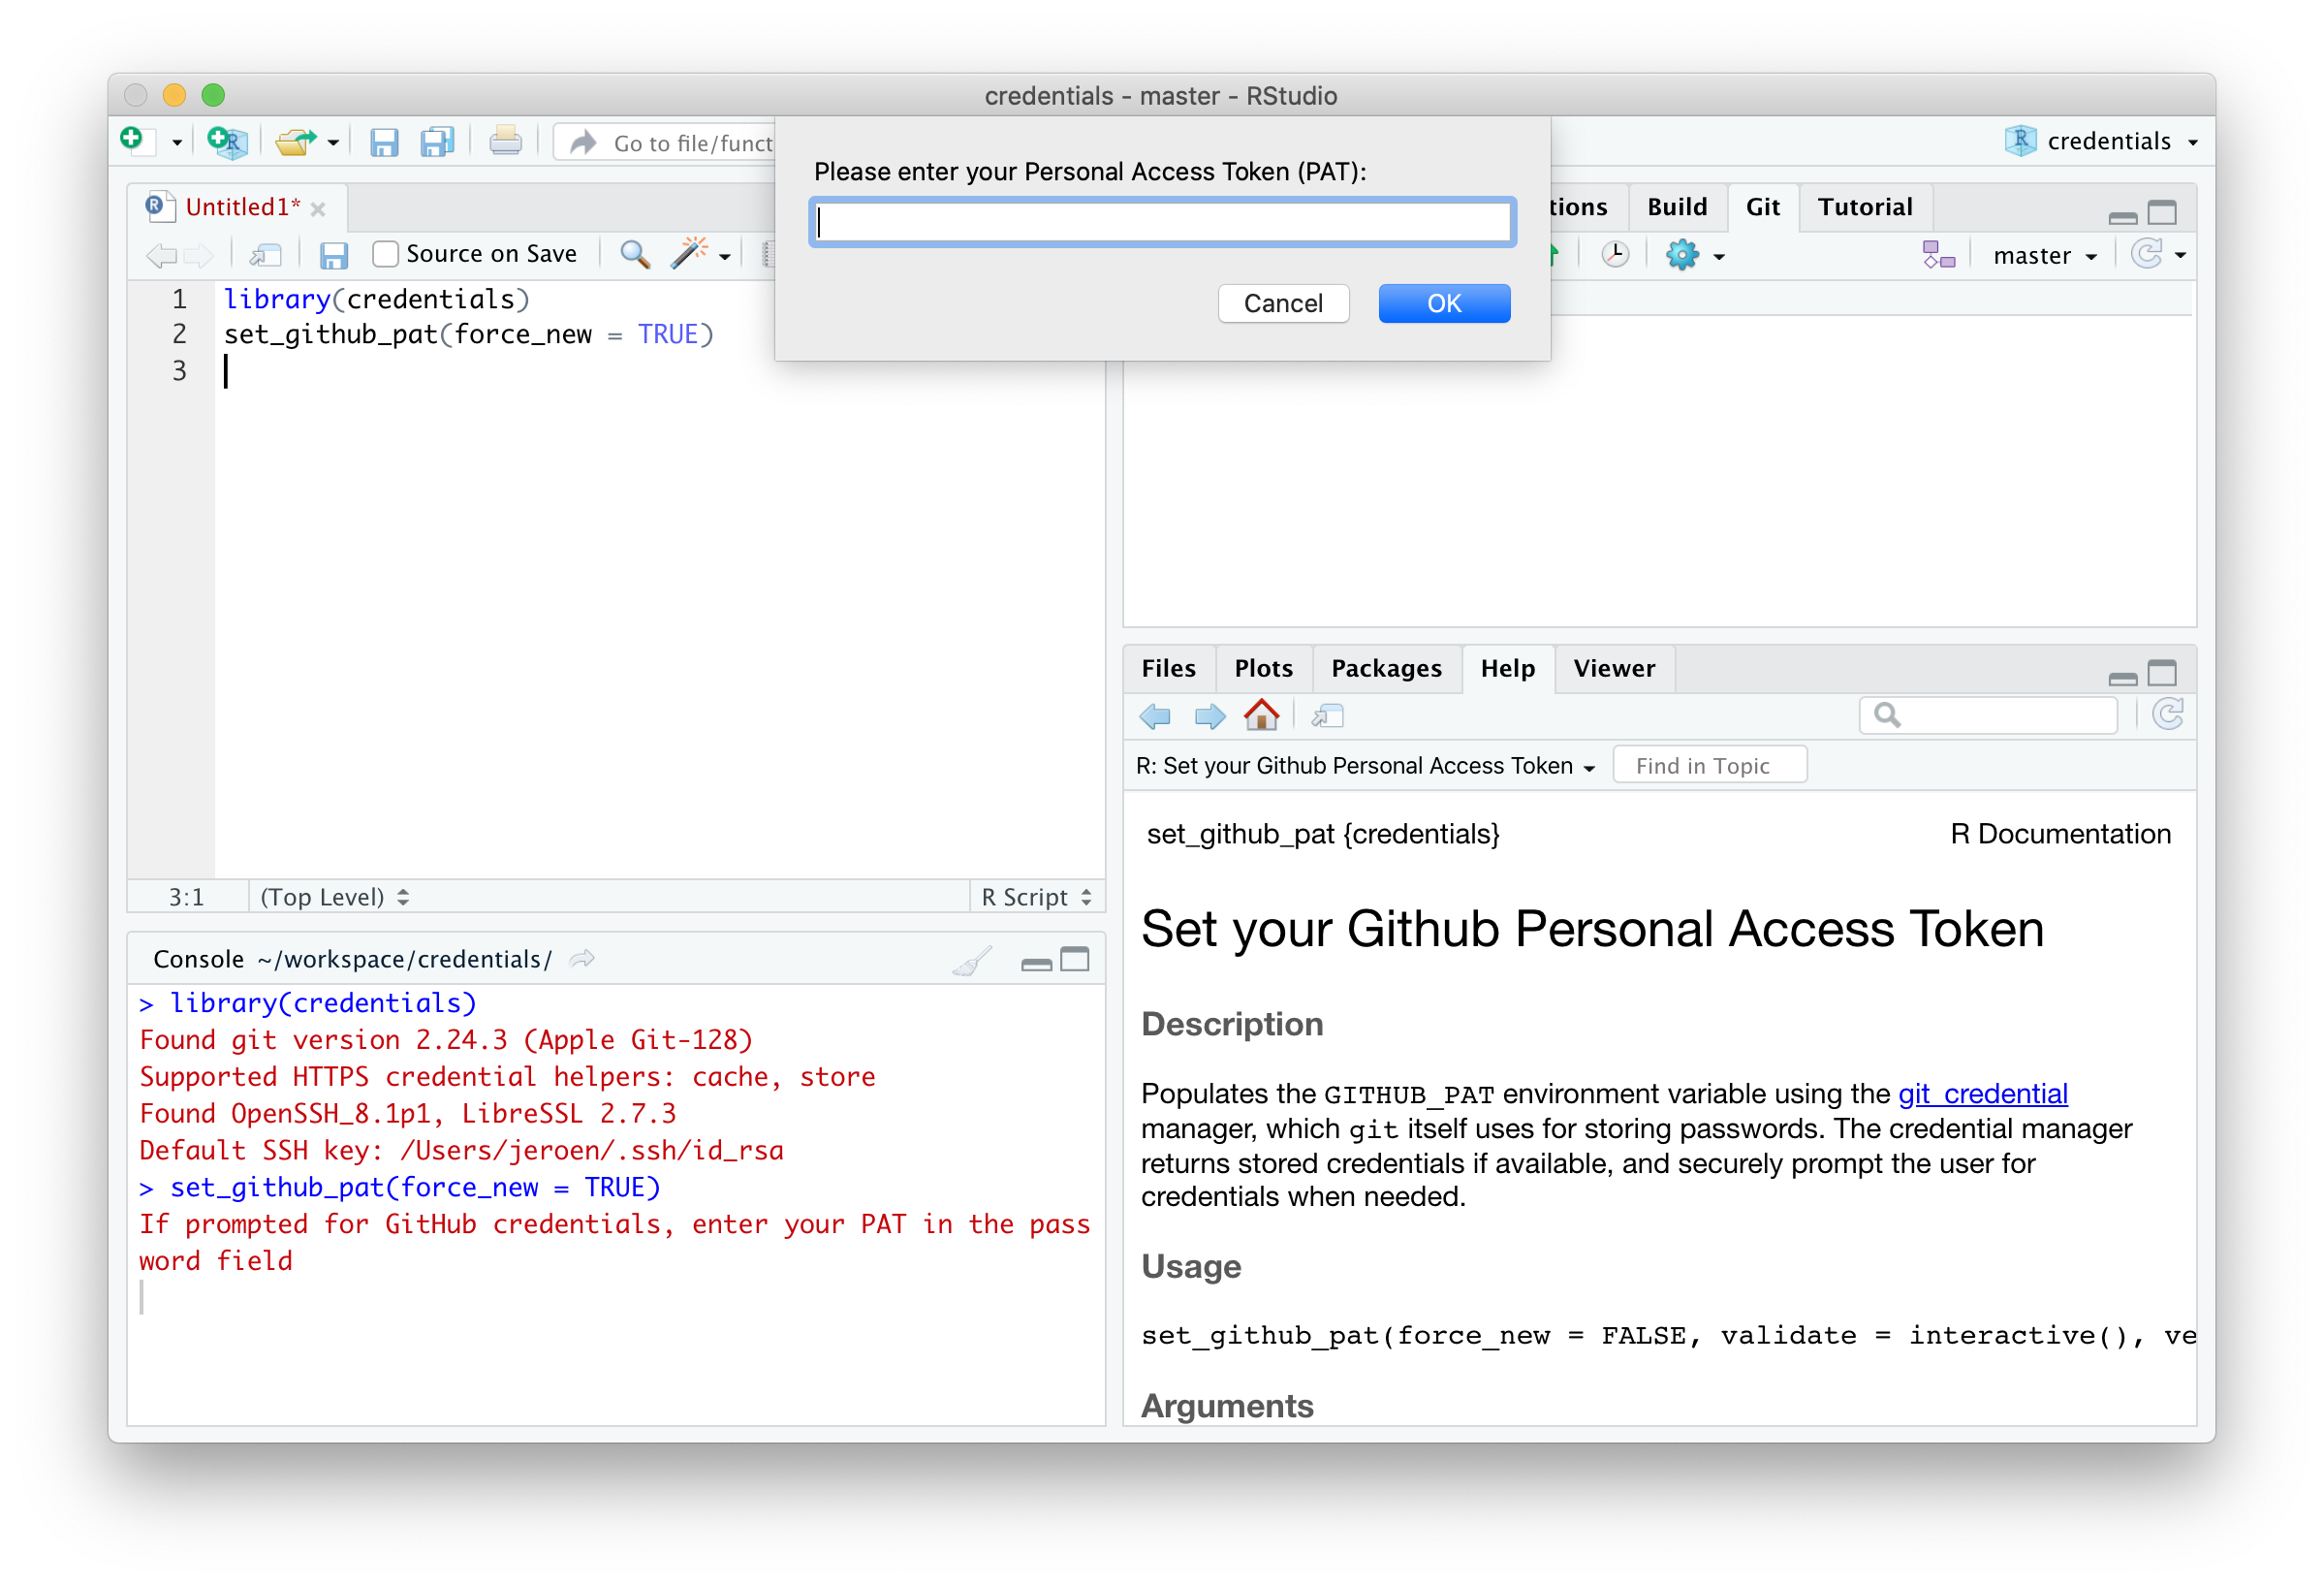 credentials - master - RStudio
Go to file/funct
credentials
Please enter your Personal Access Token (PAT):
Cancel
OK
Untitled1*
Source on Save
1 library(credentials)
2 set_github_pat(force_new = TRUE)
3
3:1 (Top Level) R Script
tions Build Git Tutorial
master
Console ~/workspace/credentials/
> library(credentials)
Found git version 2.24.3 (Apple Git-128)
Supported HTTPS credential helpers: cache, store
Found OpenSSH_8.1p1, LibreSSL 2.7.3
Default SSH key: /Users/jeroen/.ssh/id_rsa
> set_github_pat(force_new = TRUE)
If prompted for GitHub credentials, enter your PAT in the pass
word field
Files Plots Packages Help Viewer
R: Set your Github Personal Access Token Find in Topic
set_github_pat {credentials} R Documentation
Set your Github Personal Access Token
Description
Populates the GITHUB_PAT environment variable using the git_credential
manager, which git itself uses for storing passwords. The credential manager
returns stored credentials if available, and securely prompt the user for
credentials when needed.
Usage
set_github_pat(force_new = FALSE, validate = interactive(), ve
Arguments